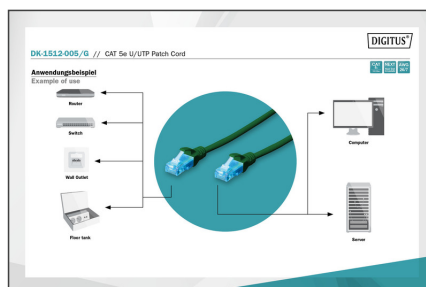 DIGITUS®
DK-1512-005/G // CAT 5e U/UTP Patch Cord
Anwendungsbeispiel
Example of use
Router
Switch
Wall Outlet
Floor tank
Computer
Server